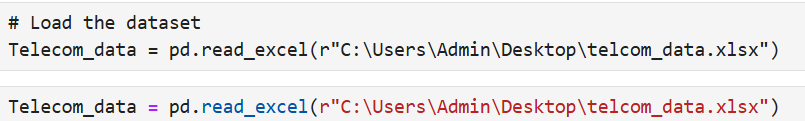 # Load the dataset
Telecom_data = pd.read_excel(r"C:\Users\Admin\Desktop\telcom_data.xlsx")
Telecom_data = pd.read_excel(r"C:\Users\Admin\Desktop\telcom_data.xlsx")